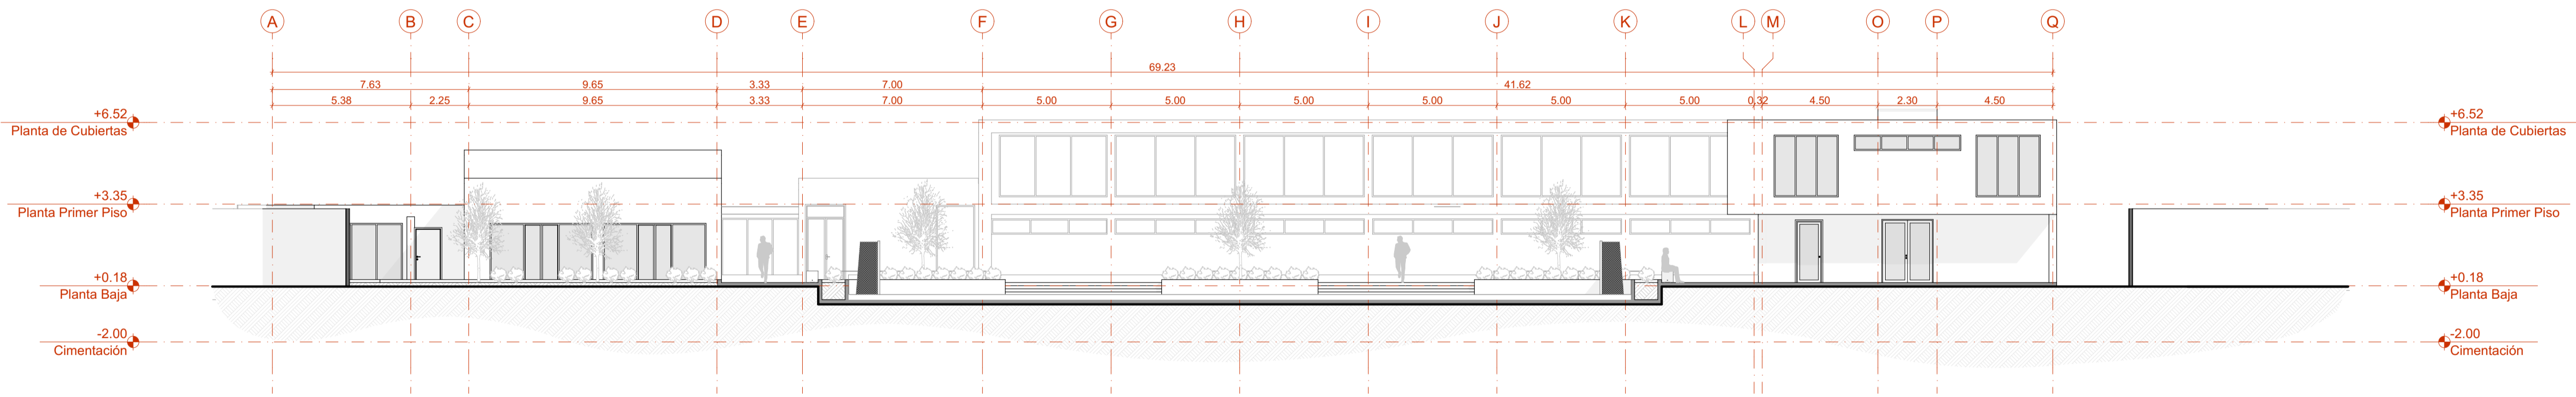 A B C D E F G H I J K L M O P Q
69.23
7.63 9.65 3.33 7.00 41.62
5.38 2.25 9.65 3.33 7.00 5.00 5.00 5.00 5.00 5.00 5.00 0.32 4.50 2.30 4.50
+6.52
Planta de Cubiertas
+3.35
Planta Primer Piso
+0.18
Planta Baja
-2.00
Cimentación
+6.52
Planta de Cubiertas
+3.35
Planta Primer Piso
+0.18
Planta Baja
-2.00
Cimentación